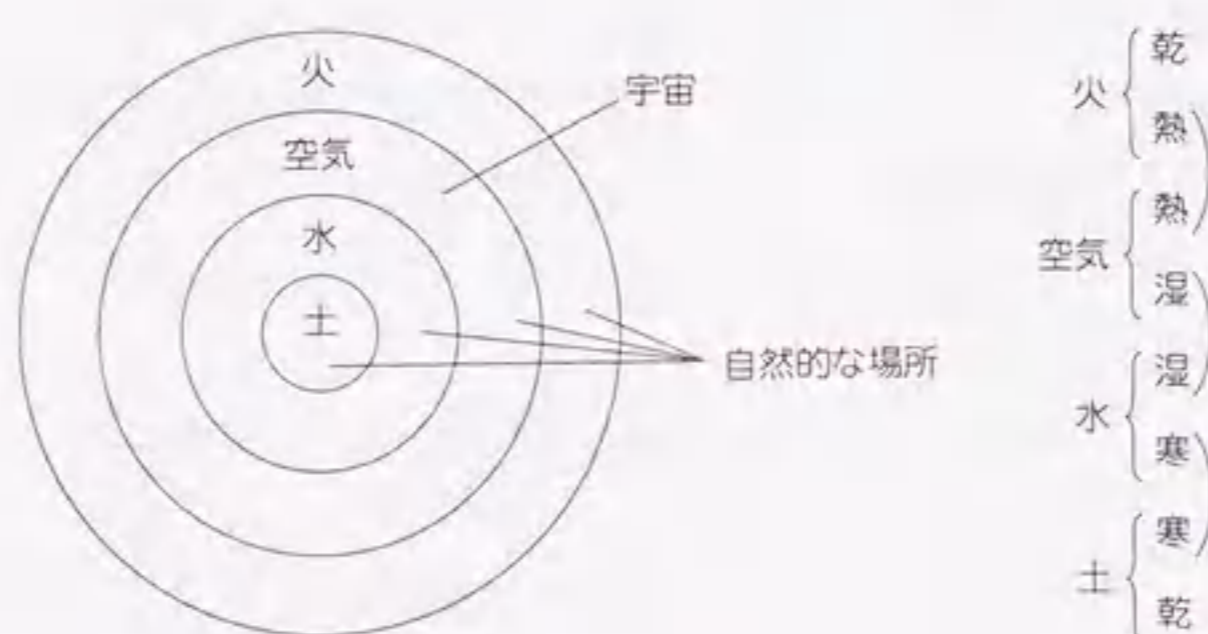 火
空気
水
土
宇宙
自然的な場所
火
乾
熱
空気
熱
湿
水
湿
寒
土
寒
乾